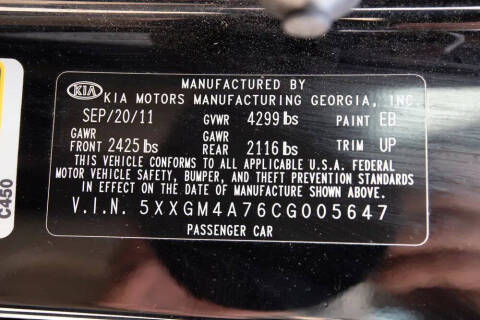 MANUFACTURED BY
KIA KIA MOTORS MANUFACTURING GEORGIA, INC.
SEP/20/11 GVWR 4299 lbs PAINT EB
GAWR GAWR
FRONT 2425 lbs REAR 2116 lbs TRIM UP
THIS VEHICLE CONFORMS TO ALL APPLICABLE U.S.A. FEDERAL
MOTOR VEHICLE SAFETY, BUMPER, AND THEFT PREVENTION STANDARDS
IN EFFECT ON THE DATE OF MANUFACTURE SHOWN ABOVE.
V.I.N. 5XXGM4A76CG005647
PASSENGER CAR
C450